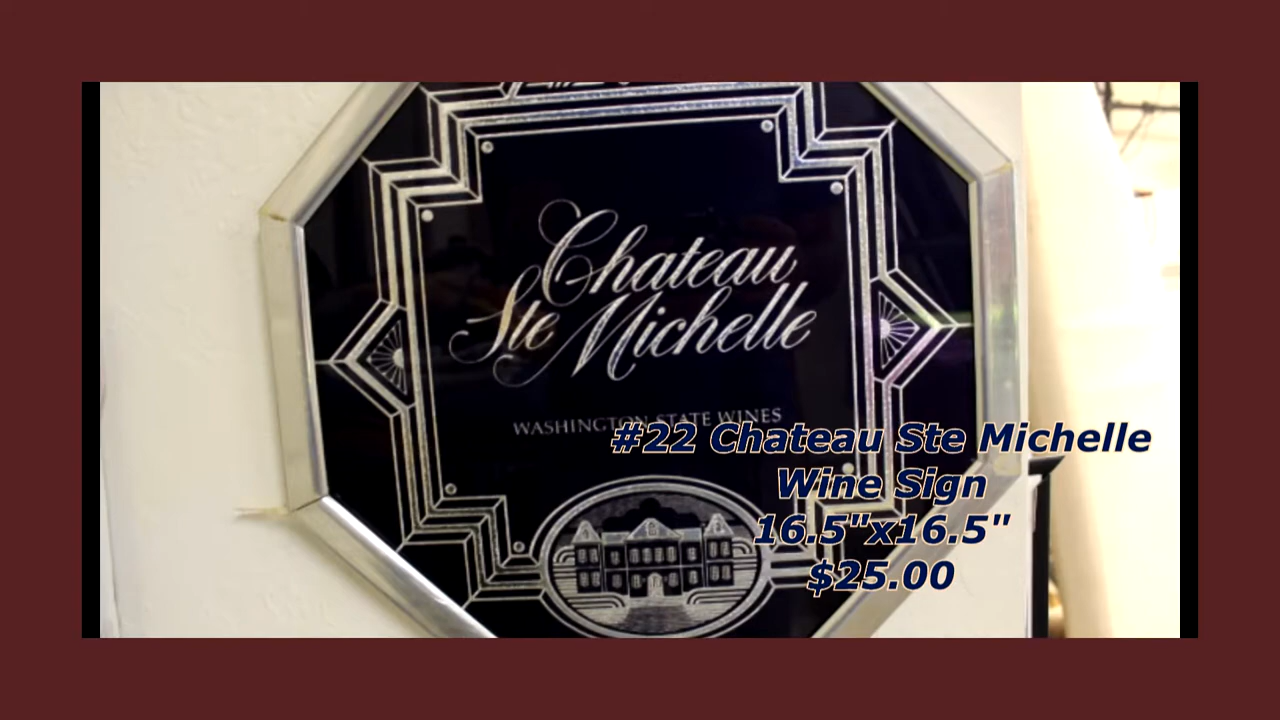 Chateau
Ste Michelle
WASHINGTON STATE WINES
#22 Chateau Ste Michelle
Wine Sign
16.5"x16.5"
$25.00